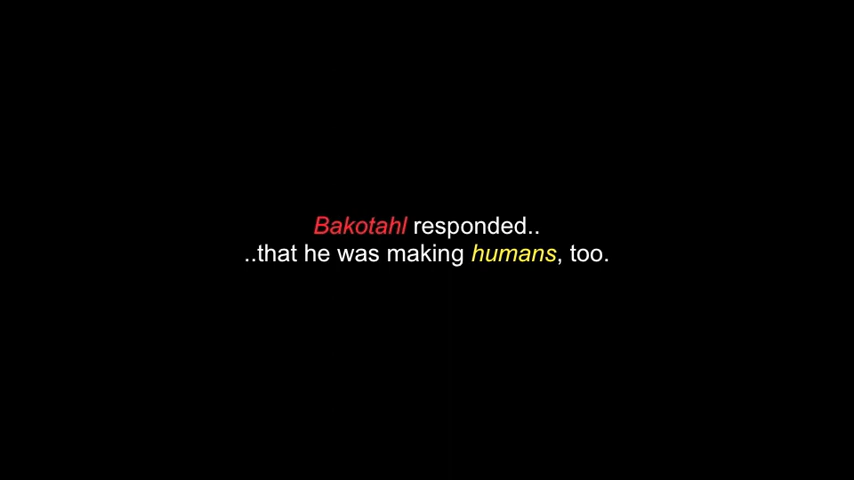 Bakotahl responded..
..that he was making humans, too.